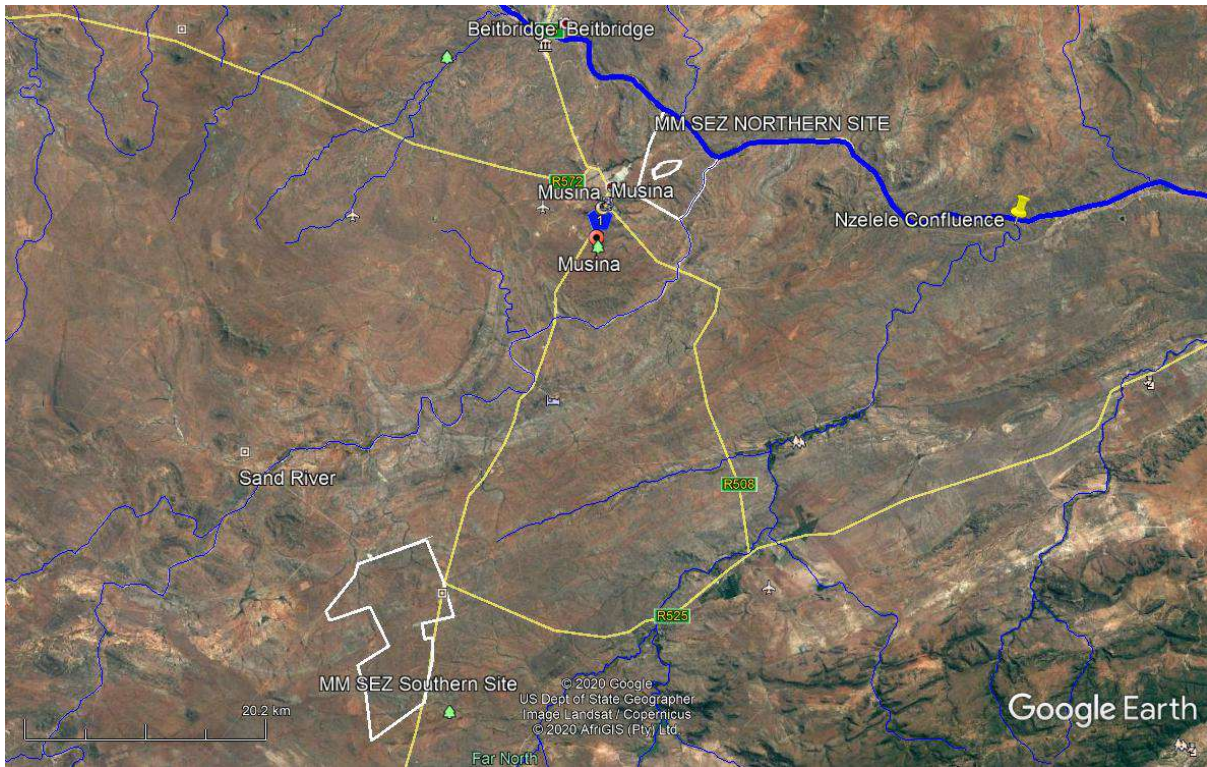 Beitbridge Beitbridge
MM SEZ NORTHERN SITE
R572
Musina Musina
1
Nzelele Confluence
Musina
Sand River
R508
R525
MM SEZ Southern Site
20.2 km
© 2020 Google
US Dept of State Geographer
Image Landsat / Copernicus
© 2020 AfriGIS (Pty) Ltd
Google Earth
Far North